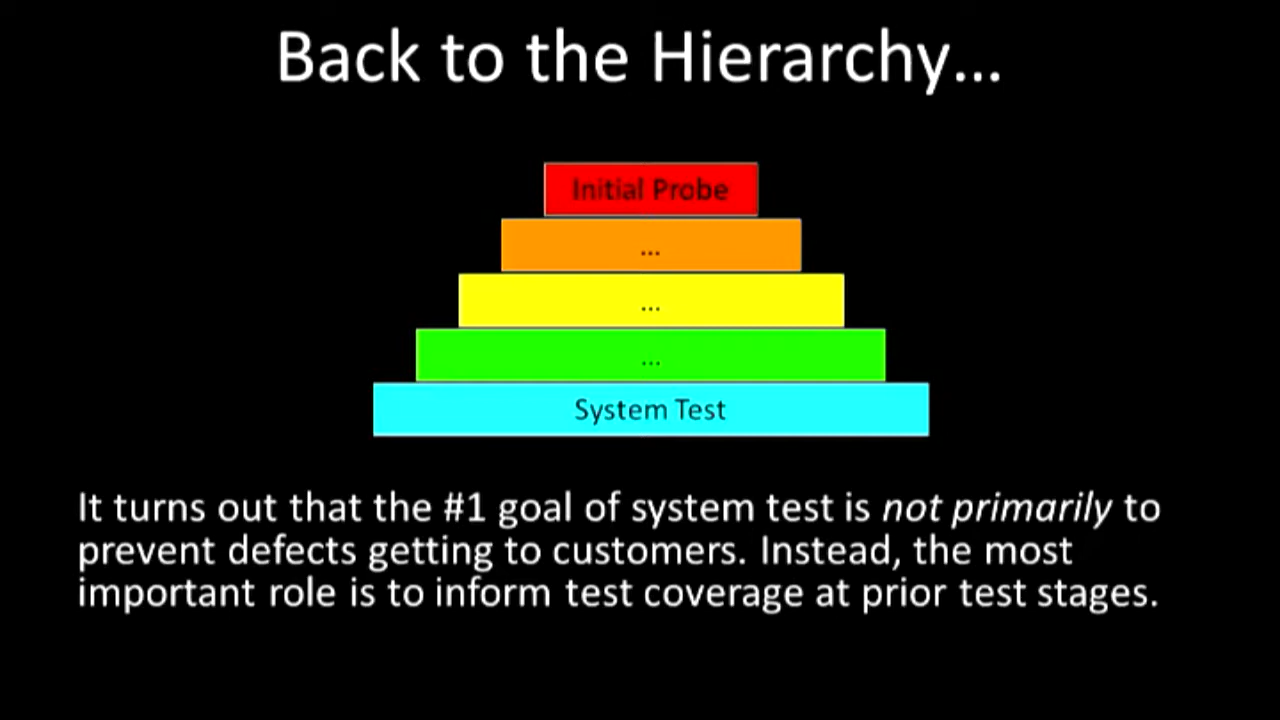 Back to the Hierarchy...
Initial Probe
...
...
...
System Test
It turns out that the #1 goal of system test is not primarily to
prevent defects getting to customers. Instead, the most
important role is to inform test coverage at prior test stages.